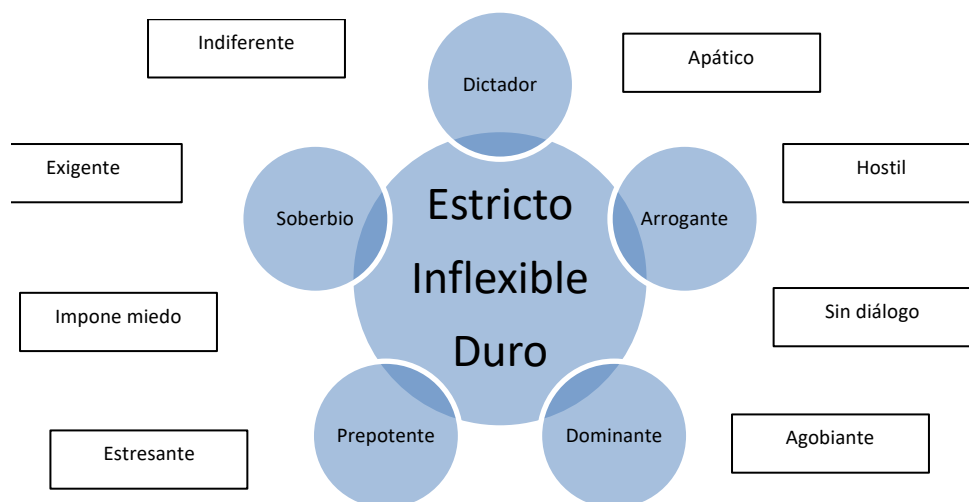 Indiferente
Dictador
Apático
Exigente
Hostil
Soberbio
Estricto
Arrogante
Inflexible
Impone miedo
Sin diálogo
Duro
Prepotente
Dominante
Estresante
Agobiante